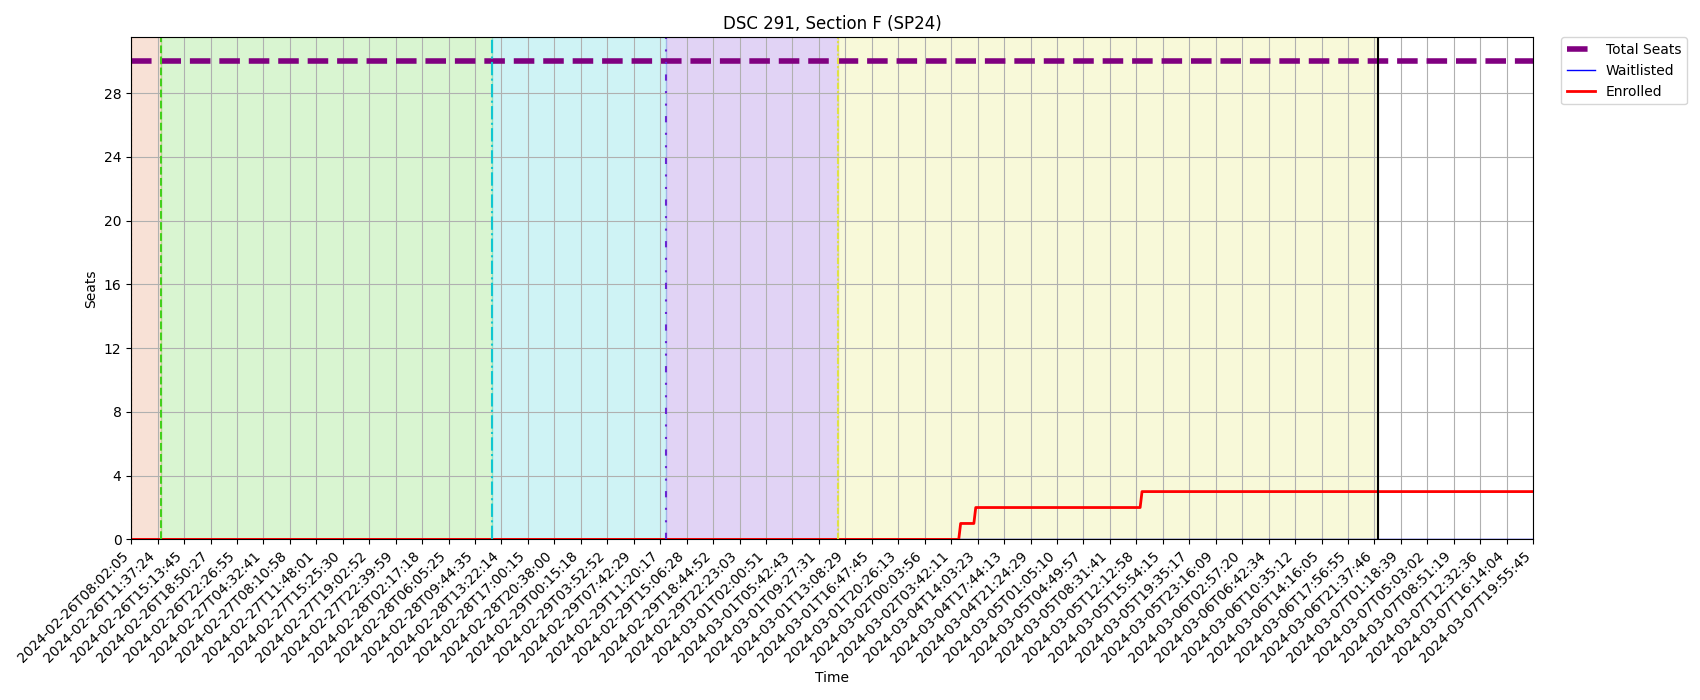 DSC 291, Section F (SP24)
Total Seats
Waitlisted
Enrolled
Seats
28
24
20
16
12
8
4
0
2024-02-26T08:02:05
2024-02-26T11:37:24
2024-02-26T15:13:45
2024-02-26T18:50:27
2024-02-26T22:26:55
2024-02-27T04:32:41
2024-02-27T08:10:58
2024-02-27T11:48:01
2024-02-27T15:25:30
2024-02-27T19:02:52
2024-02-27T22:39:59
2024-02-28T02:17:18
2024-02-28T06:05:25
2024-02-28T09:44:35
2024-02-28T13:22:14
2024-02-28T17:00:15
2024-02-28T20:38:00
2024-02-29T00:15:18
2024-02-29T03:52:52
2024-02-29T07:42:29
2024-02-29T11:20:17
2024-02-29T15:06:28
2024-02-29T18:44:52
2024-02-29T22:23:03
2024-03-01T02:00:51
2024-03-01T05:42:43
2024-03-01T09:27:31
2024-03-01T13:08:29
2024-03-01T16:47:45
2024-03-01T20:26:13
2024-03-02T00:03:56
2024-03-02T03:42:11
2024-03-04T14:03:23
2024-03-04T17:44:13
2024-03-04T21:24:29
2024-03-05T01:05:10
2024-03-05T04:49:57
2024-03-05T08:31:41
2024-03-05T12:12:58
2024-03-05T15:54:15
2024-03-05T19:35:17
2024-03-05T23:16:09
2024-03-06T02:57:20
2024-03-06T06:42:34
2024-03-06T10:35:12
2024-03-06T14:16:05
2024-03-06T17:56:55
2024-03-06T21:37:46
2024-03-07T01:18:39
2024-03-07T05:03:02
2024-03-07T08:51:19
2024-03-07T12:32:36
2024-03-07T16:14:04
2024-03-07T19:55:45
Time